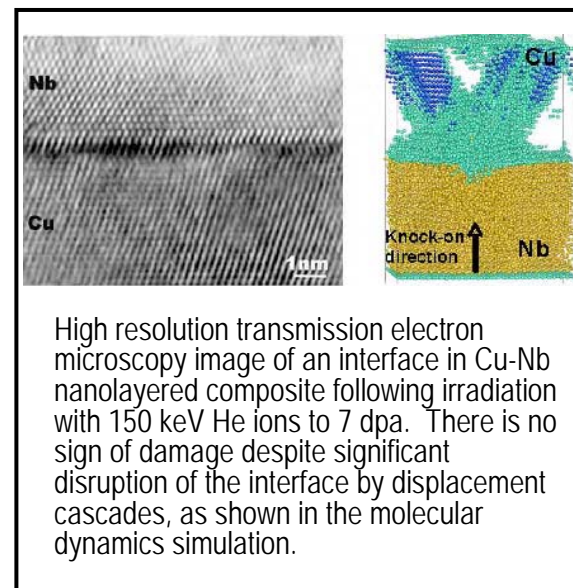 Nb
Cu
1nm
Cu
Knock-on
direction
Nb
High resolution transmission electron
microscopy image of an interface in Cu-Nb
nanolayered composite following irradiation
with 150 keV He ions to 7 dpa.  There is no
sign of damage despite significant
disruption of the interface by displacement
cascades, as shown in the molecular
dynamics simulation.